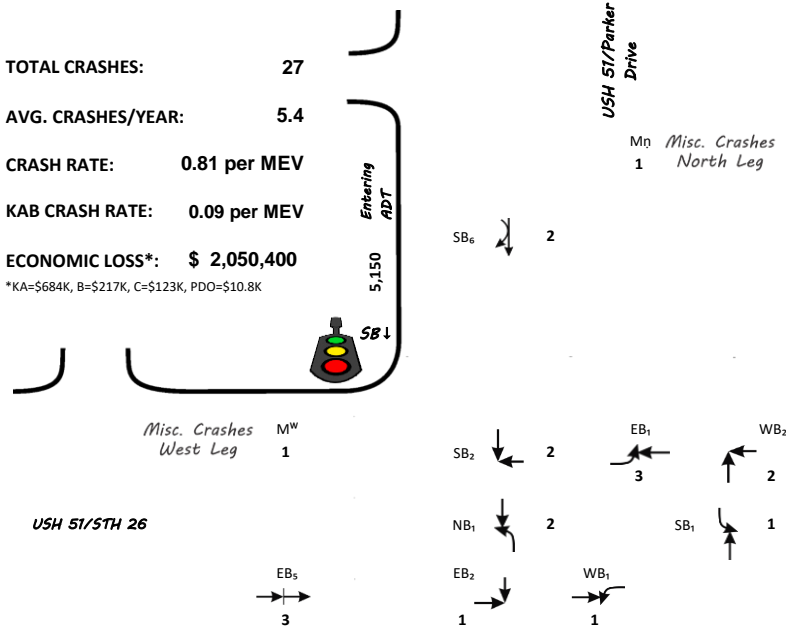 TOTAL CRASHES: 27
AVG. CRASHES/YEAR: 5.4
CRASH RATE: 0.81 per MEV
KAB CRASH RATE: 0.09 per MEV
ECONOMIC LOSS*: $ 2,050,400
*KA=$684K, B=$217K, C=$123K, PDO=$10.8K
Entering
ADT
5,150
SB↓
USH 51/Parker
Drive
Mṇ Misc. Crashes
1 North Leg
SB₆ 2
Misc. Crashes Mᵂ
West Leg 1
SB₂ 2
EB₁
3
WB₂
2
USH 51/STH 26
NB₁ 2
SB₁ 1
EB₅
3
EB₂
1
WB₁
1